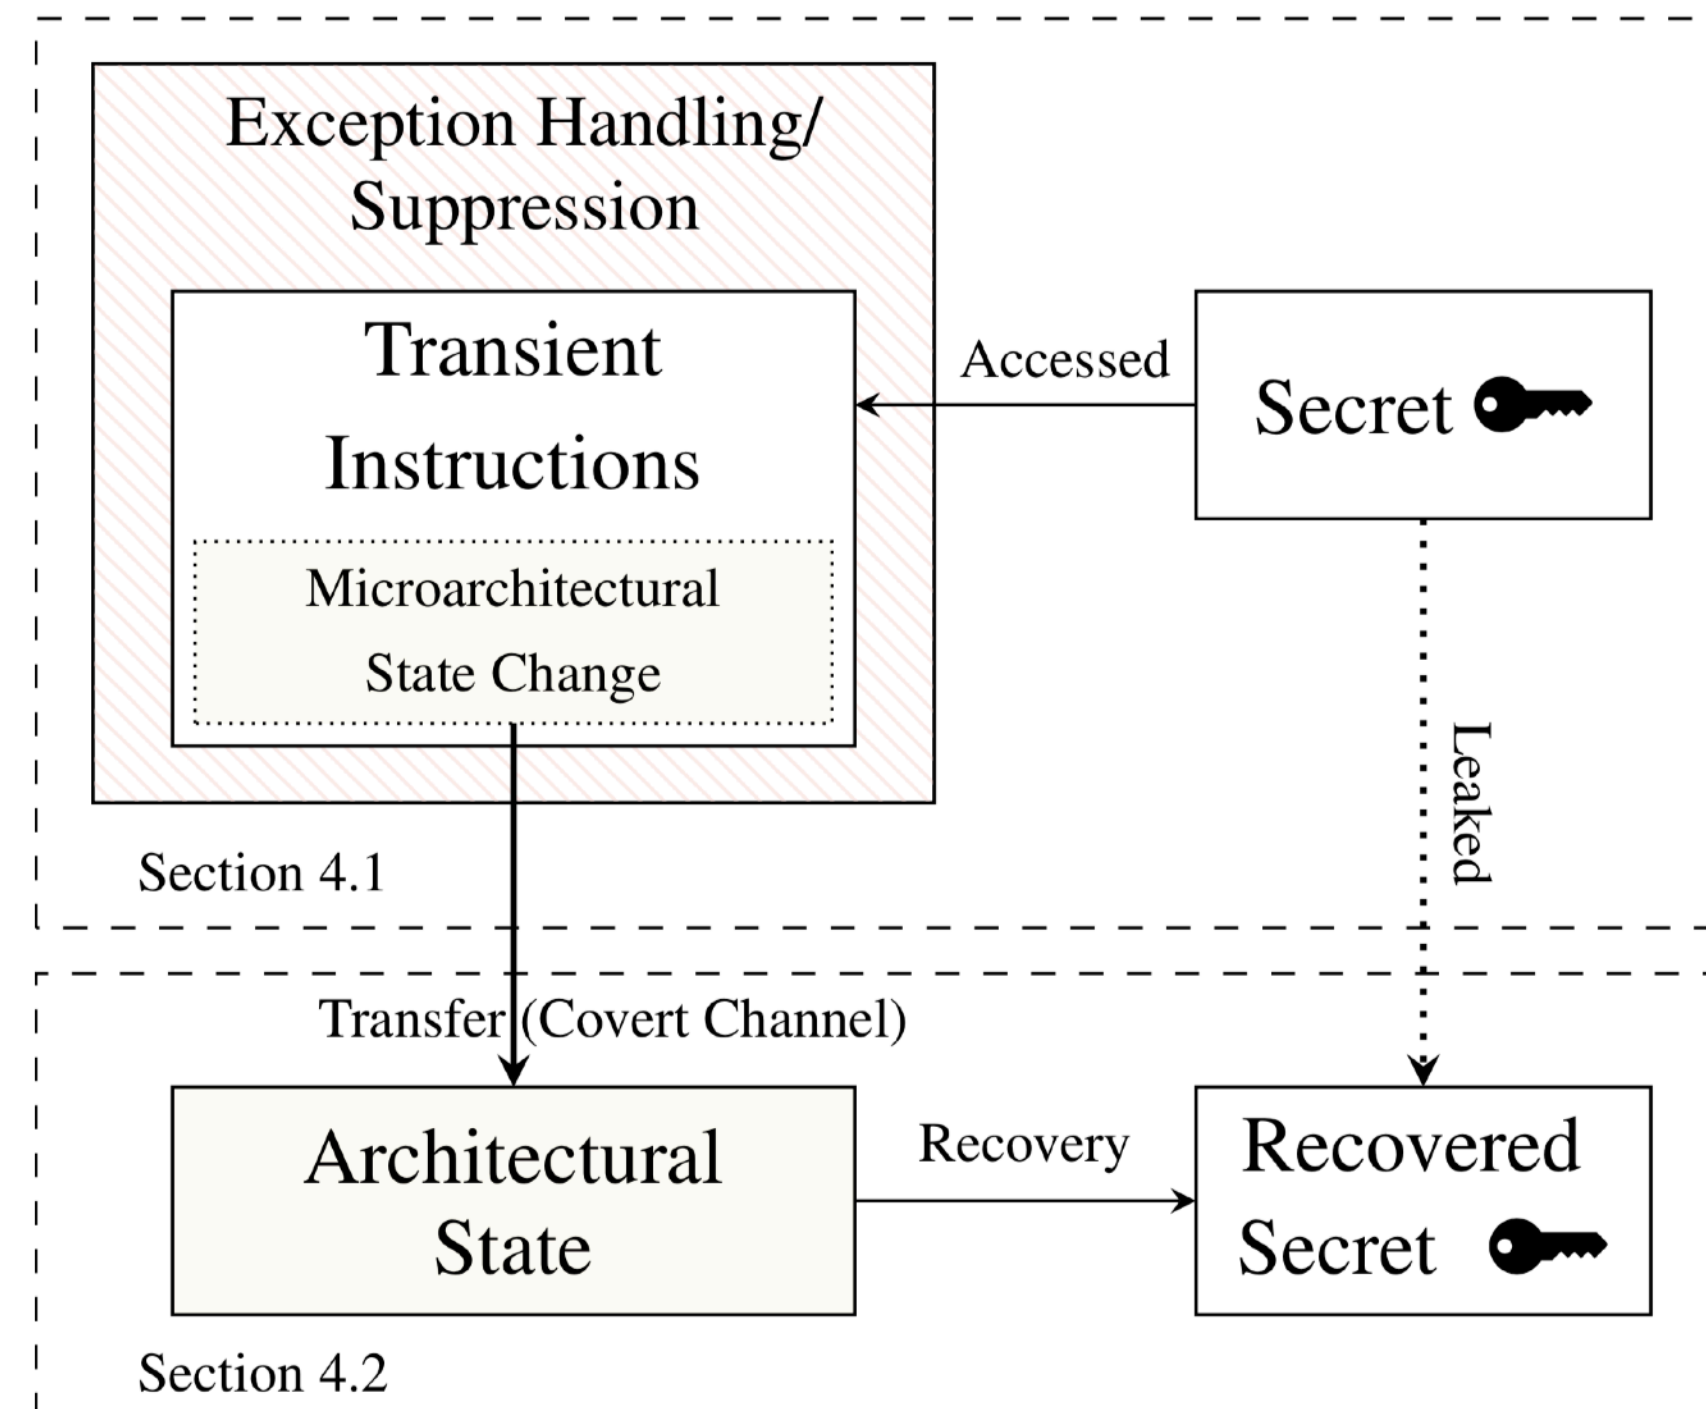 Exception Handling/
Suppression
Transient
Instructions
Accessed
Secret
Microarchitectural
State Change
Leaked
Section 4.1
Transfer (Covert Channel)
Architectural
State
Recovery
Recovered
Secret
Section 4.2